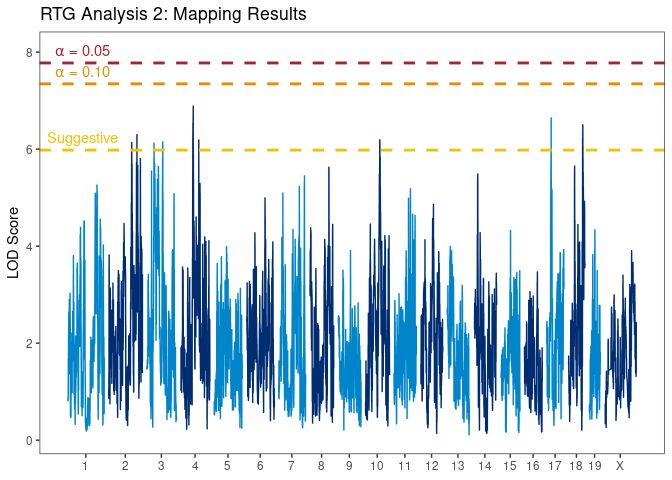 RTG Analysis 2: Mapping Results
LOD Score
8
6
4
2
0
α = 0.05
α = 0.10
Suggestive
1 2 3 4 5 6 7 8 9 10 11 12 13 14 15 16 17 18 19 X